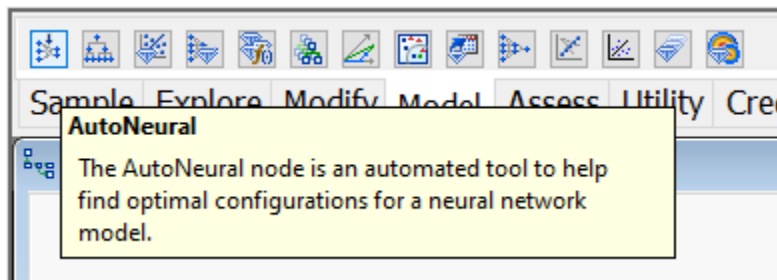 Sample Explore Modify Model Assess Utility
AutoNeural
The AutoNeural node is an automated tool to help
find optimal configurations for a neural network
model.